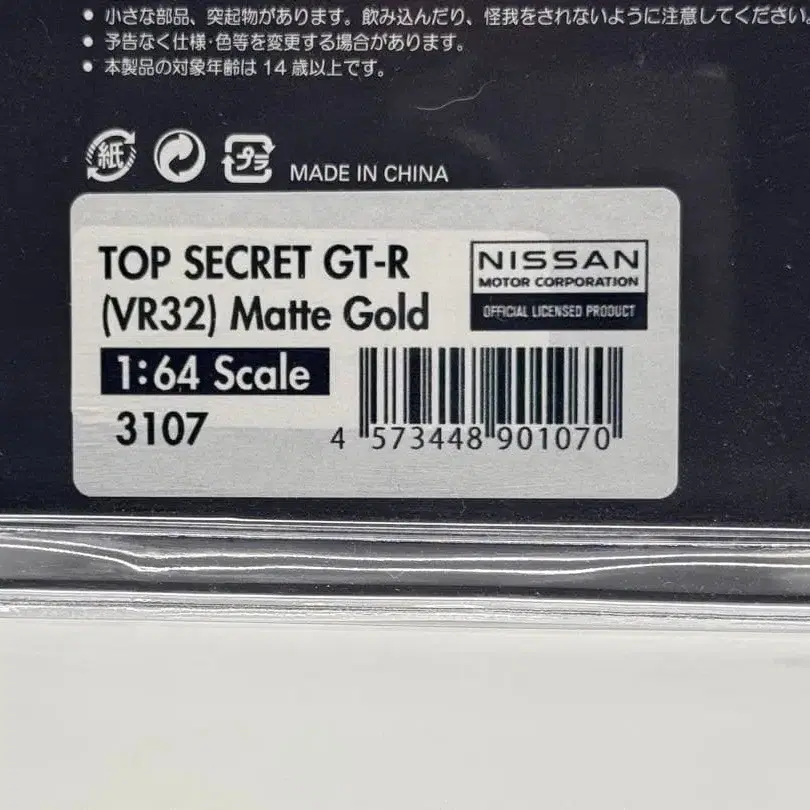 • 小さな部品、突起物があります。飲み込んだり、怪我をされないように注意してください。
• 予告なく仕様・色等を変更する場合があります。
• 本製品の対象年齢は14歳以上です。
紙 プラ MADE IN CHINA
TOP SECRET GT-R
(VR32) Matte Gold
1:64 Scale
3107
NISSAN
MOTOR CORPORATION
OFFICIAL LICENSED PRODUCT
4 573448 901070